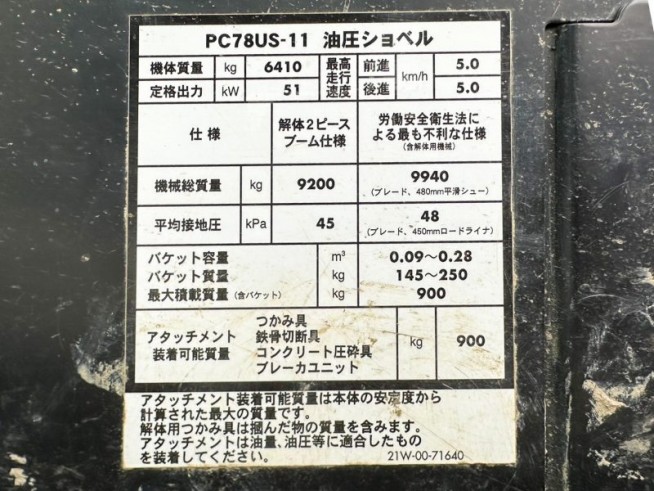 PC78US-11 油圧ショベル
機体質量 kg 6410 最高走行速度 前進 km/h 5.0
定格出力 kW 51 後進 5.0
仕様 解体2ピースブーム仕様 労働安全衛生法による最も不利な仕様(含解体用機械)
機械総質量 kg 9200 9940
(ブレード、480mm平滑シュー)
平均接地圧 kPa 45 48
(ブレード、450mmロードライナ)
バケット容量 m³ 0.09〜0.28
バケット質量 kg 145〜250
最大積載質量(含バケット) kg 900
アタッチメント装着可能質量 つかみ具 kg 900
鉄骨切断具
コンクリート圧砕具
ブレーカユニット
アタッチメント装着可能質量は本体の安定度から
計算された最大の質量です。
解体用つかみ具は掴んだ物の質量を含みます。
アタッチメントは油量、油圧等に適合したもの
を装着してください。 21W-00-71640